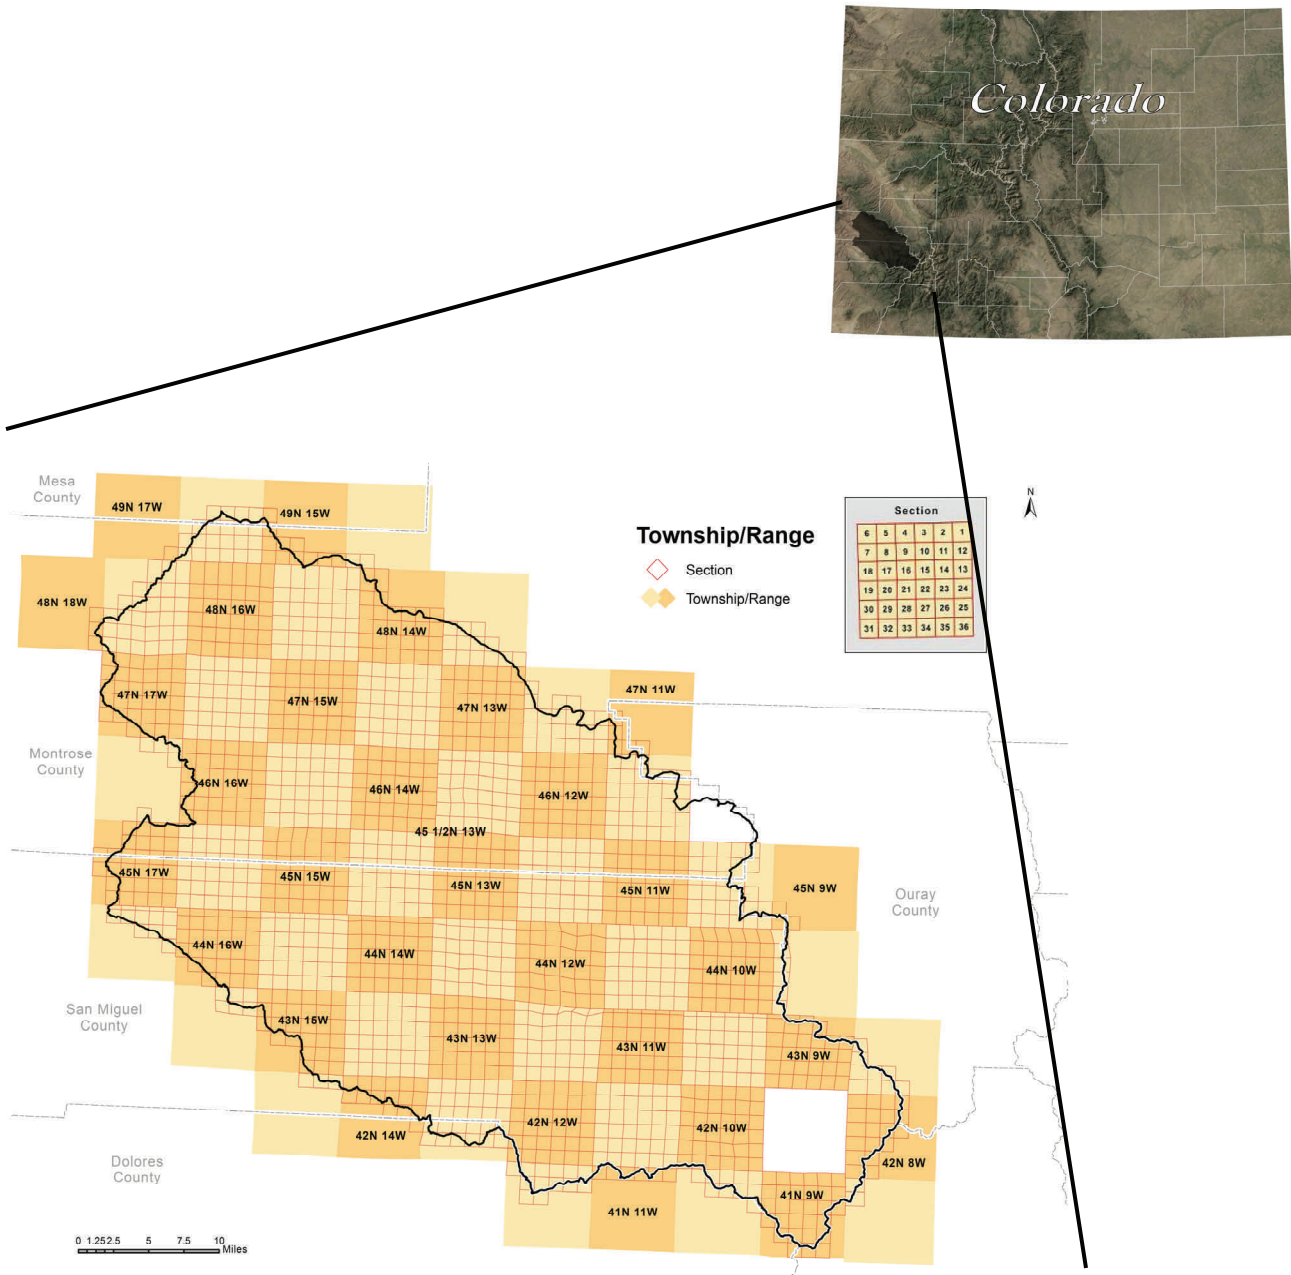 Colorado
Mesa
County
49N 17W
49N 15W
N
Section
6 5 4 3 2 1
7 8 9 10 11 12
18 17 16 15 14 13
19 20 21 22 23 24
30 29 28 27 26 25
31 32 33 34 35 36
Township/Range
Section
Township/Range
48N 18W
48N 16W
48N 14W
47N 17W
47N 15W
47N 13W
47N 11W
Montrose
County
46N 16W
46N 14W
46N 12W
45 1/2N 13W
45N 17W
45N 15W
45N 13W
45N 11W
45N 9W
Ouray
County
44N 16W
44N 14W
44N 12W
44N 10W
San Miguel
County
43N 15W
43N 13W
43N 11W
43N 9W
42N 14W
42N 12W
42N 10W
42N 8W
Dolores
County
41N 11W
41N 9W
0 1.25 2.5 5 7.5 10
Miles